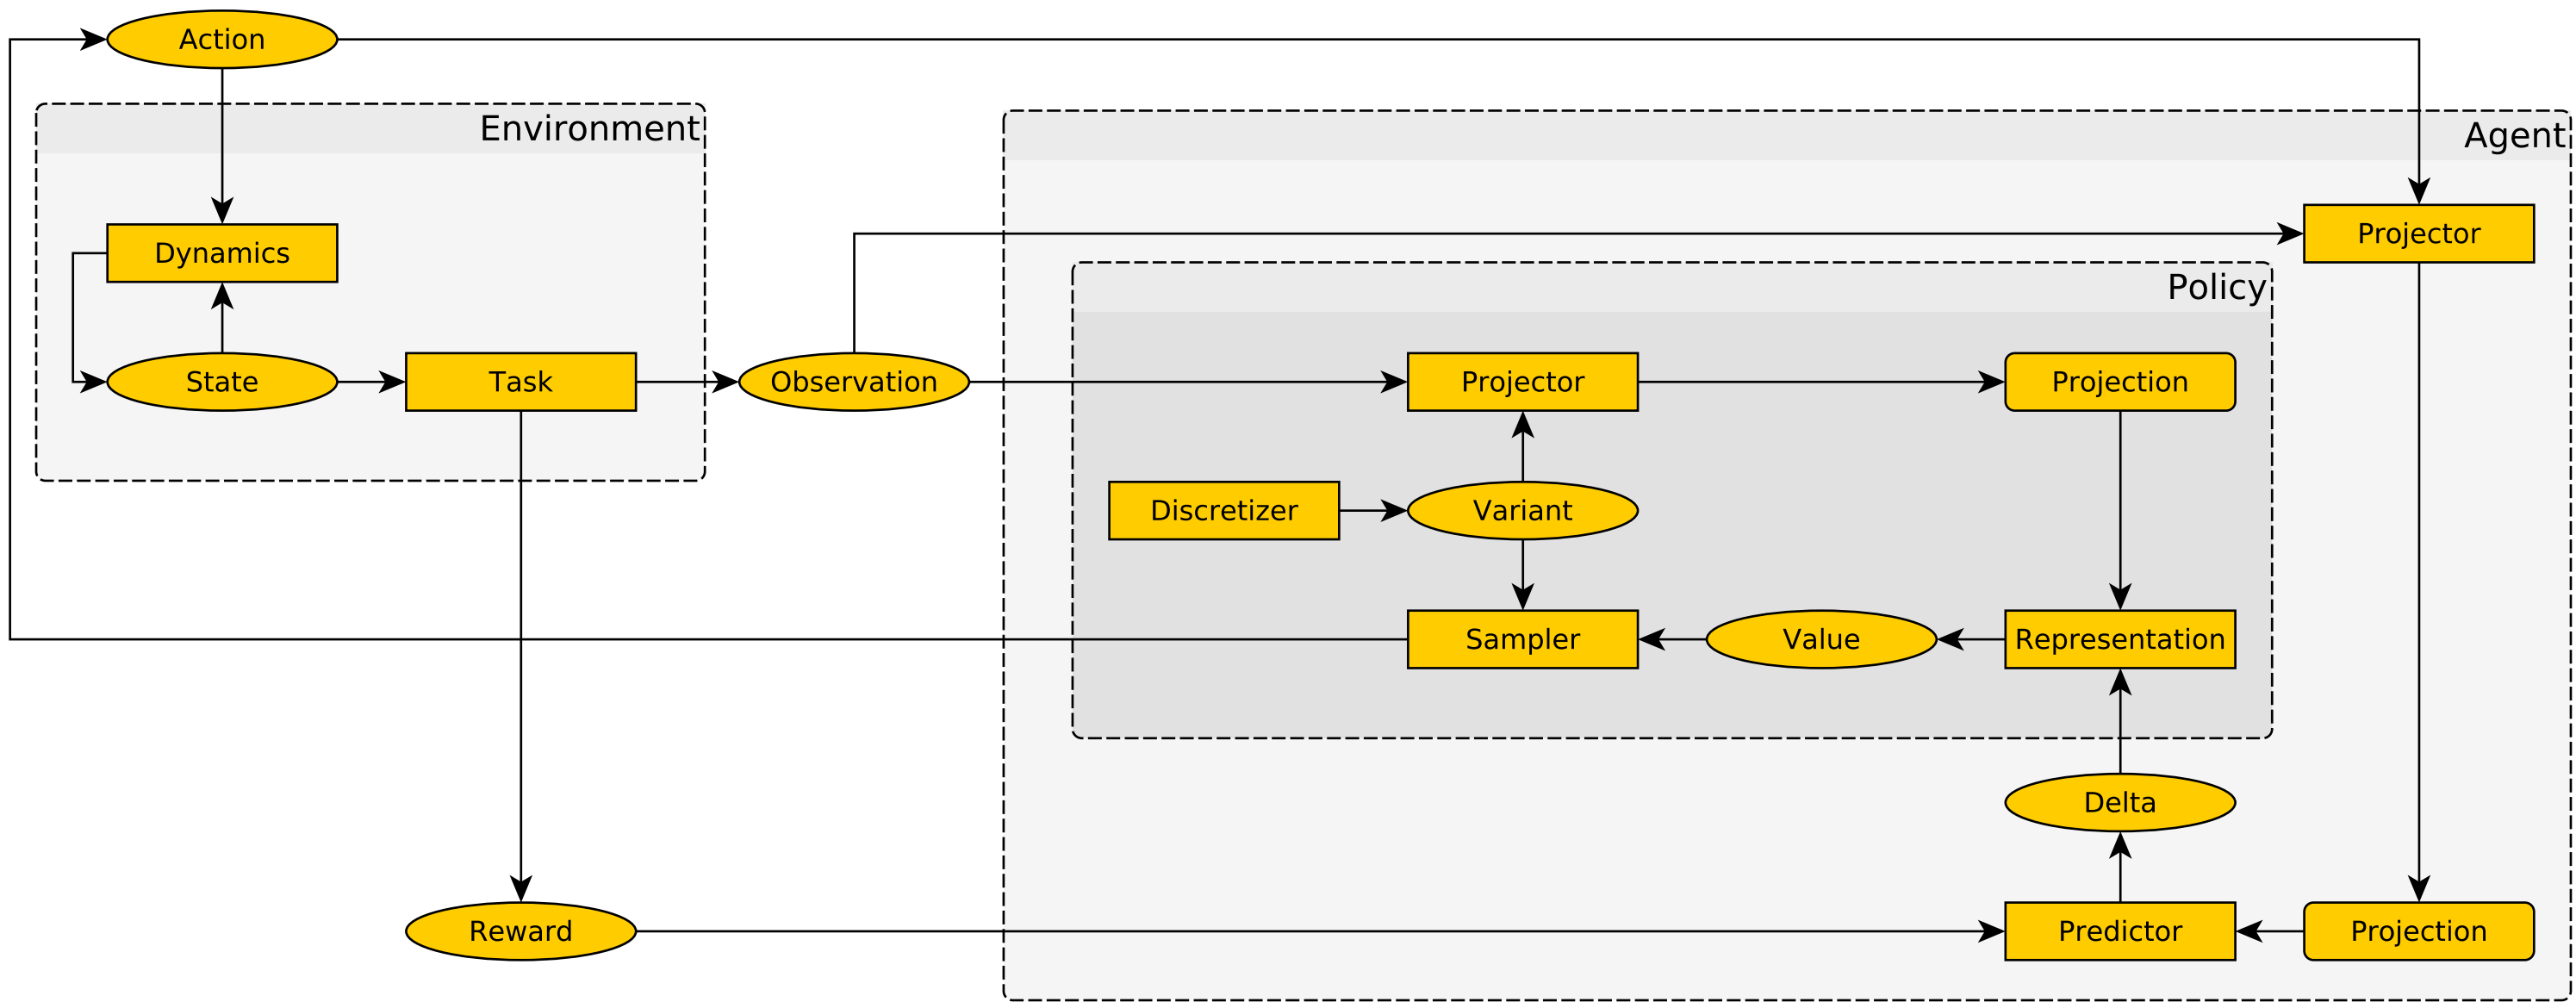 Action
Environment
Agent
Dynamics
Projector
Policy
State
Task
Observation
Projector
Projection
Discretizer
Variant
Sampler
Value
Representation
Delta
Reward
Predictor
Projection